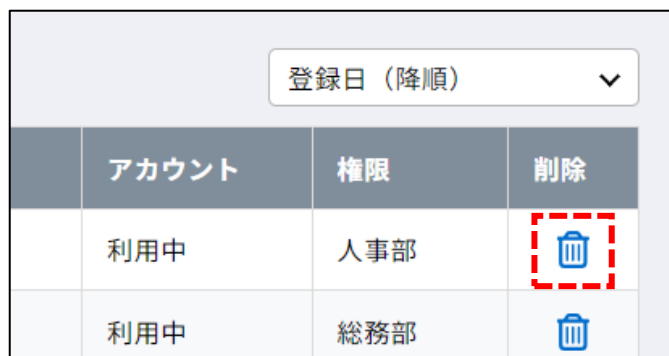 登録日（降順）
アカウント 権限 削除
利用中 人事部
利用中 総務部